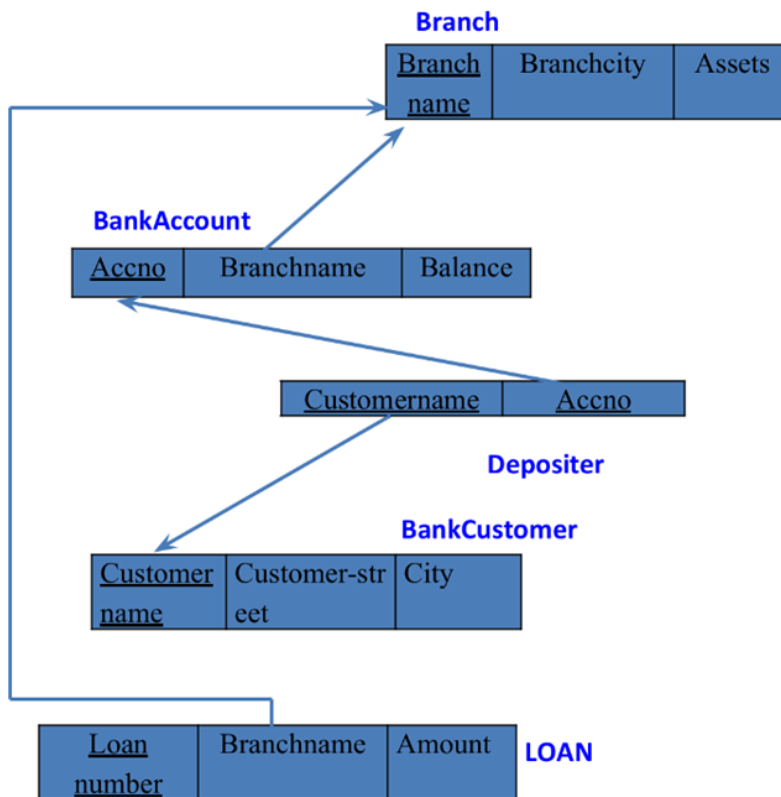 Branch
Branch Branchcity Assets
name
BankAccount
Accno Branchname Balance
Customername Accno
Depositer
BankCustomer
Customer Customer-str City
name eet
Loan Branchname Amount
number
LOAN